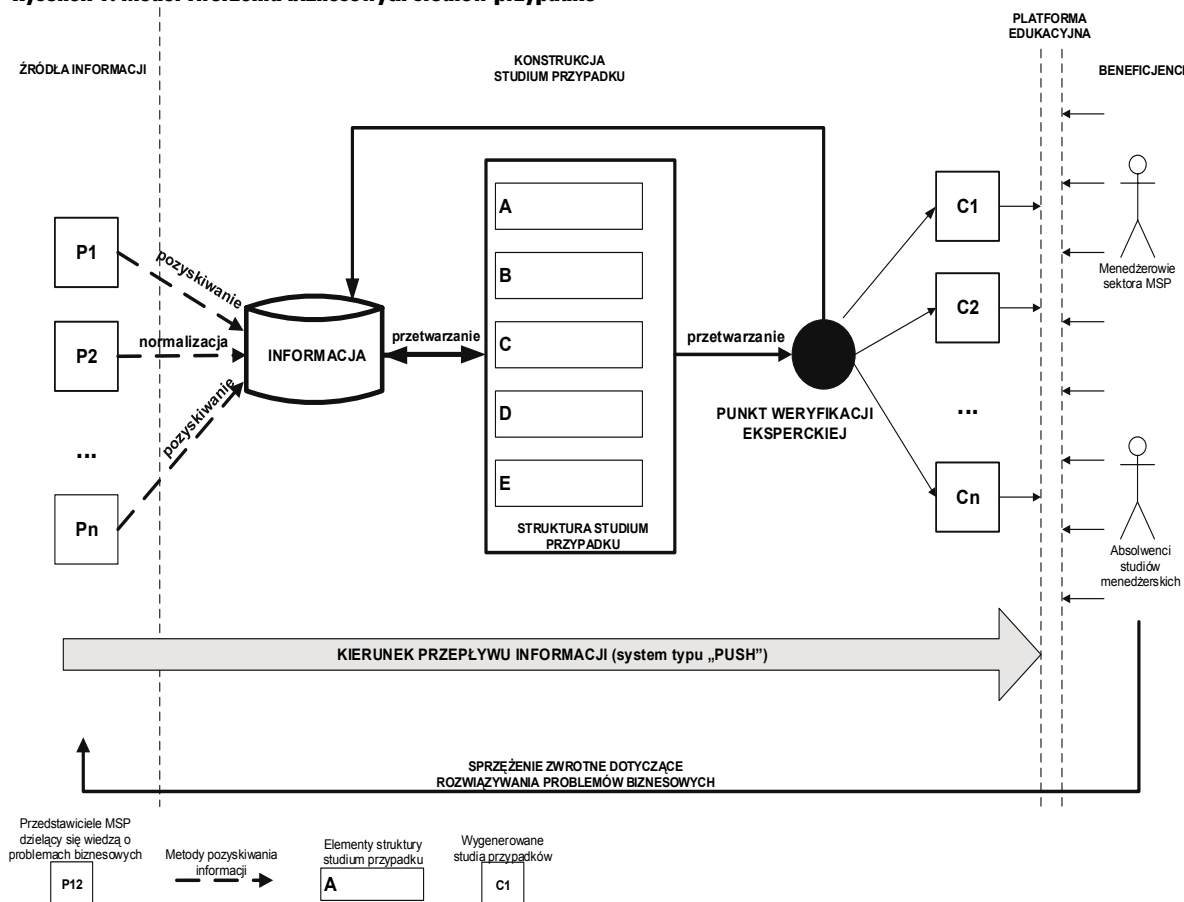 PLATFORMA
EDUKACYJNA
ŹRÓDŁA INFORMACJI
KONSTRUKCJA
STUDIUM PRZYPADKU
BENEFICJENCI
P1
P2
...
Pn
pozyskiwanie
normalizacja
pozyskiwanie
INFORMACJA
przetwarzanie
A
B
C
D
E
STRUKTURA STUDIUM
PRZYPADKU
przetwarzanie
PUNKT WERYFIKACJI
EKSPERCKIEJ
C1
C2
...
Cn
Menedżerowie
sektora MSP
Absolwenci
studiów
menedżerskich
KIERUNEK PRZEPŁYWU INFORMACJI (system typu „PUSH”)
SPRZĘŻENIE ZWROTNE DOTYCZĄCE
ROZWIĄZYWANIA PROBLEMÓW BIZNESOWYCH
Przedstawiciele MSP
dzielący się wiedzą o
problemach biznesowych
P12
Metody pozyskiwania
informacji
Elementy struktury
studium przypadku
A
Wygenerowane
studia przypadków
C1